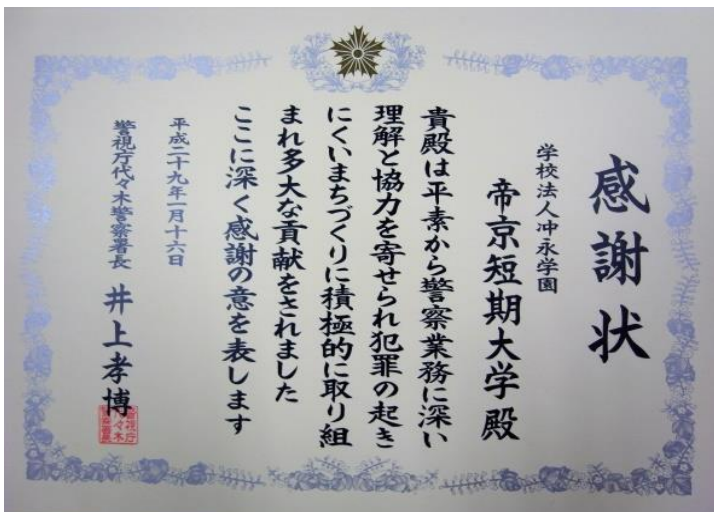 感謝状
学校法人冲永学園
帝京短期大学殿
貴殿は平素から警察業務に深い
理解と協力を寄せられ犯罪の起き
にくいまちづくりに積極的に取り組
まれ多大な貢献をされました
ここに深く感謝の意を表します
平成二十九年一月十六日
警視庁代々木警察署長 井上孝博